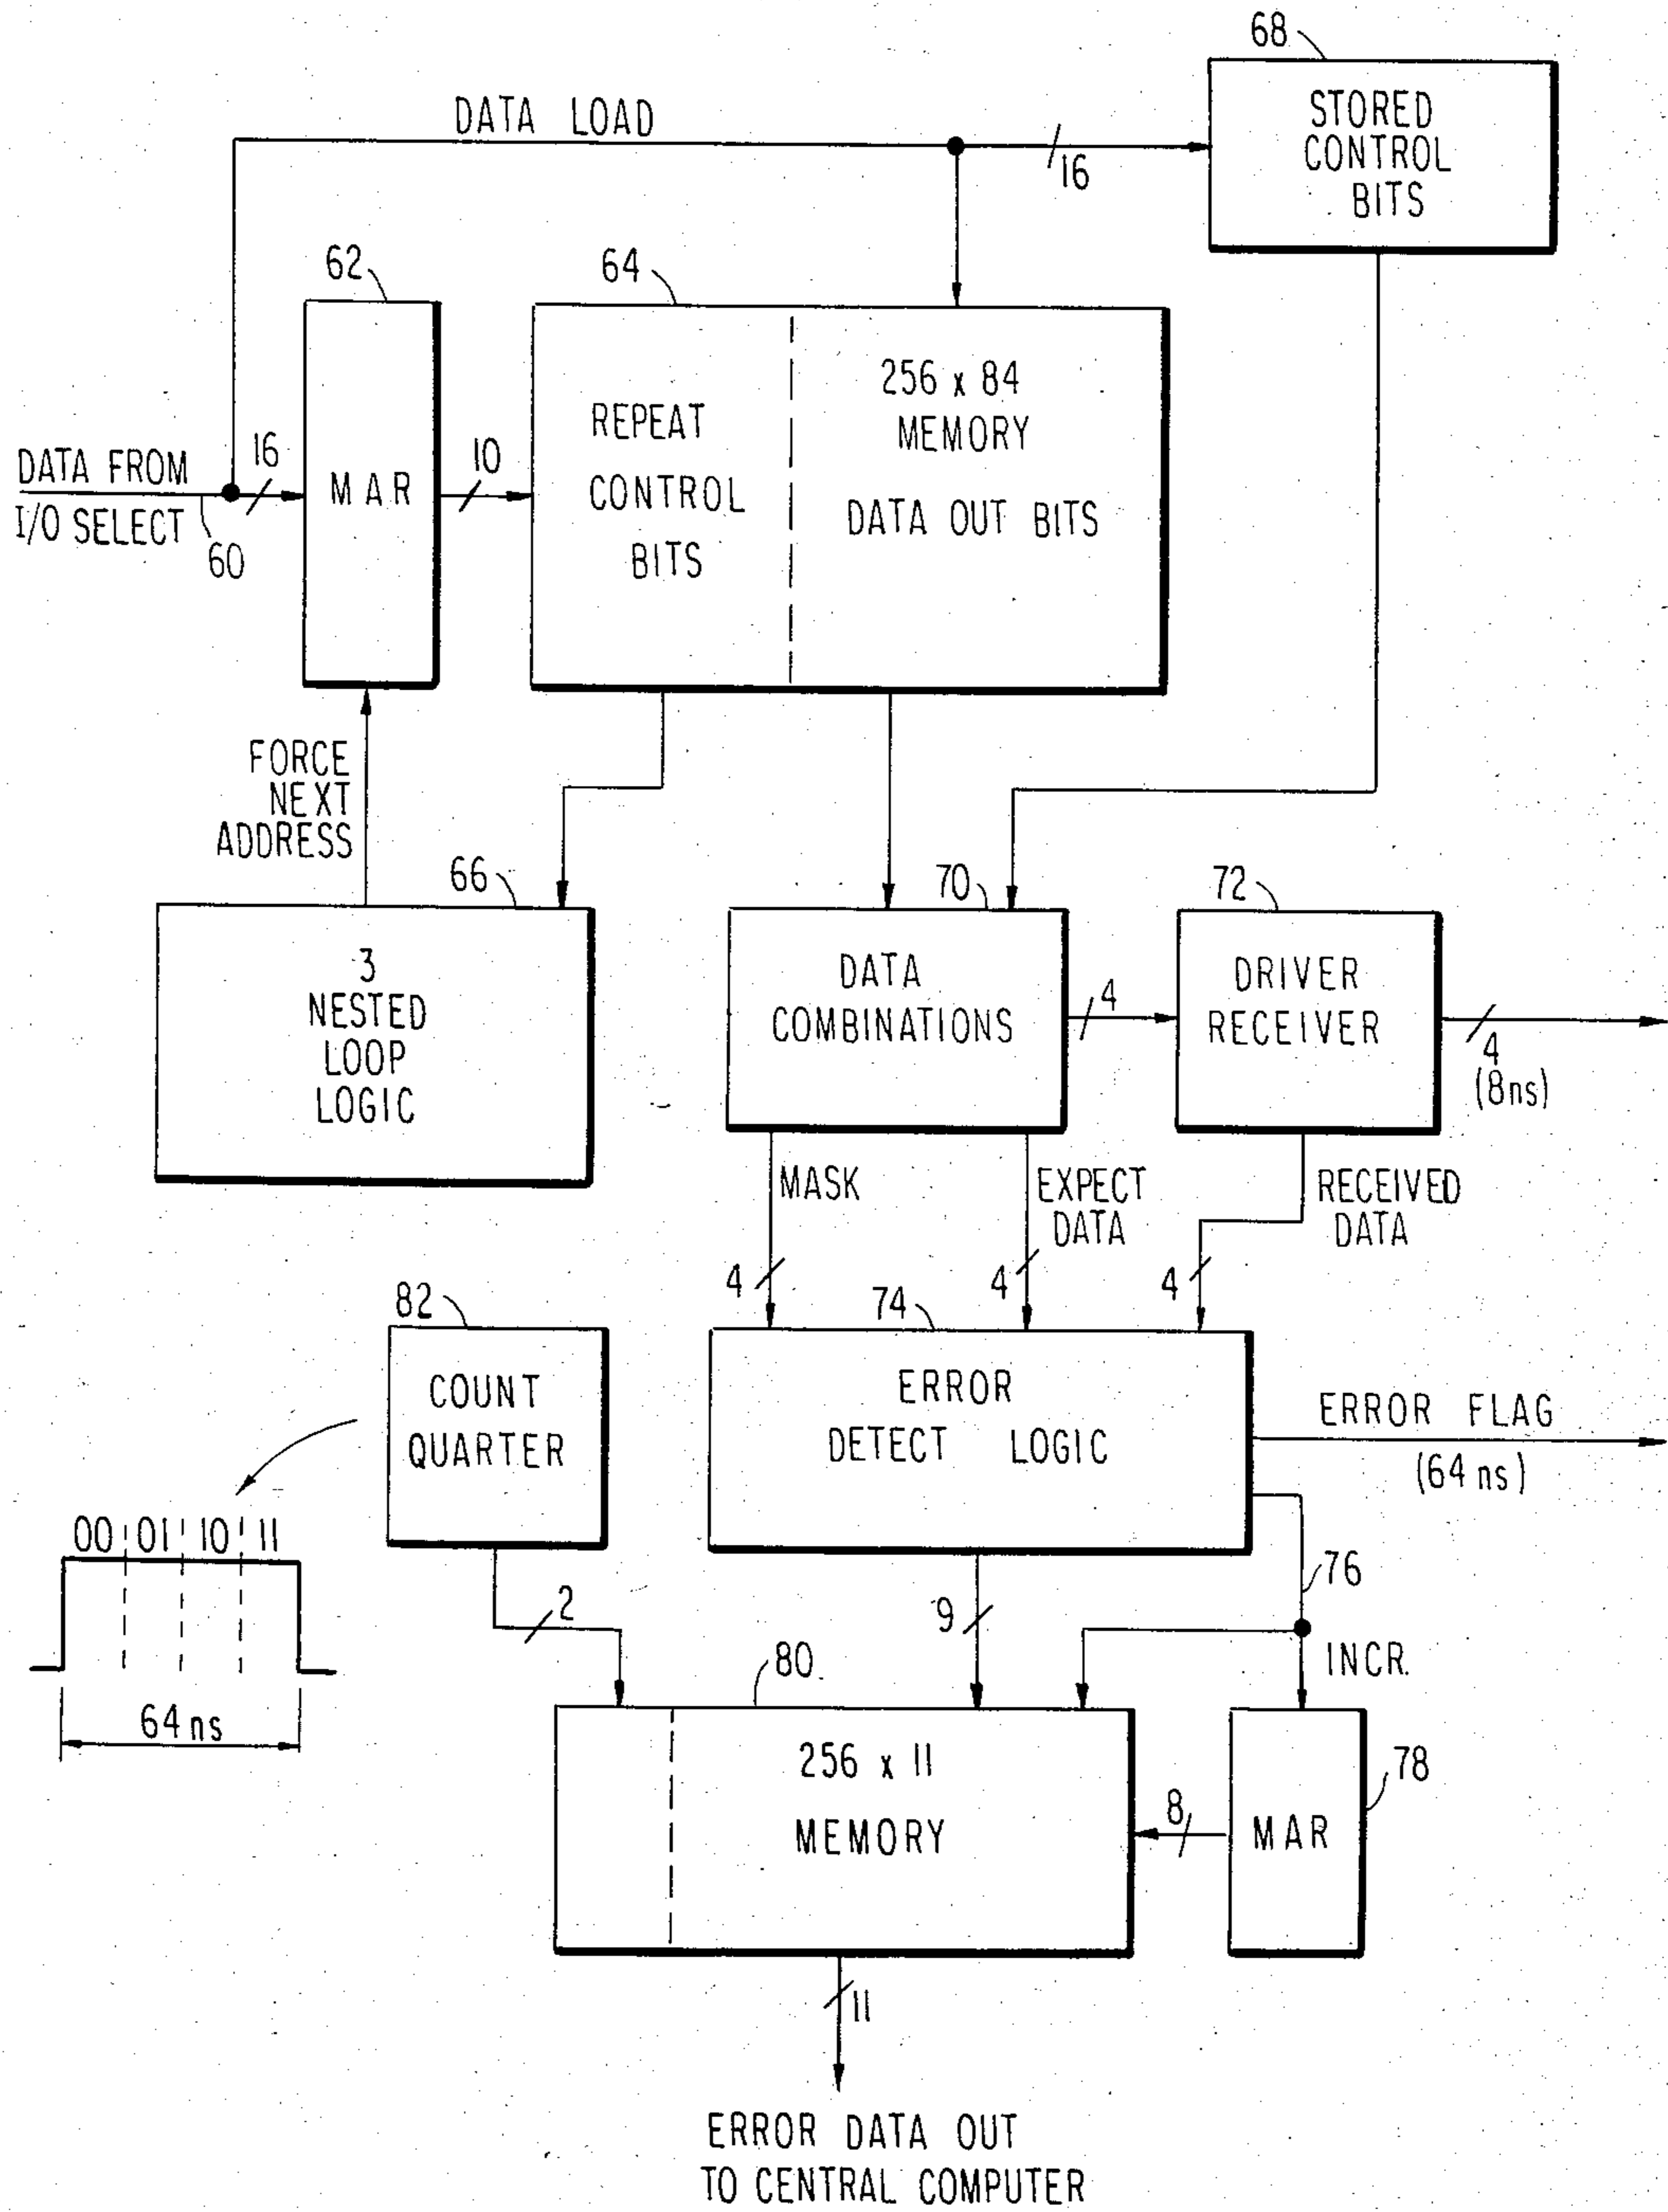 68
STORED
CONTROL
BITS
DATA LOAD
16
62
64
MAR
10
16
DATA FROM
I/O SELECT
60
REPEAT
CONTROL
BITS
256 x 84
MEMORY
DATA OUT BITS
FORCE
NEXT
ADDRESS
66
3
NESTED
LOOP
LOGIC
70
DATA
COMBINATIONS
4
72
DRIVER
RECEIVER
4
(8ns)
MASK
4
EXPECT
DATA
4
RECEIVED
DATA
4
82
COUNT
QUARTER
74
ERROR
DETECT LOGIC
ERROR FLAG
(64 ns)
00 01 10 11
64 ns
2
9
76
INCR.
80
256 x 11
MEMORY
8
MAR
78
11
ERROR DATA OUT
TO CENTRAL COMPUTER